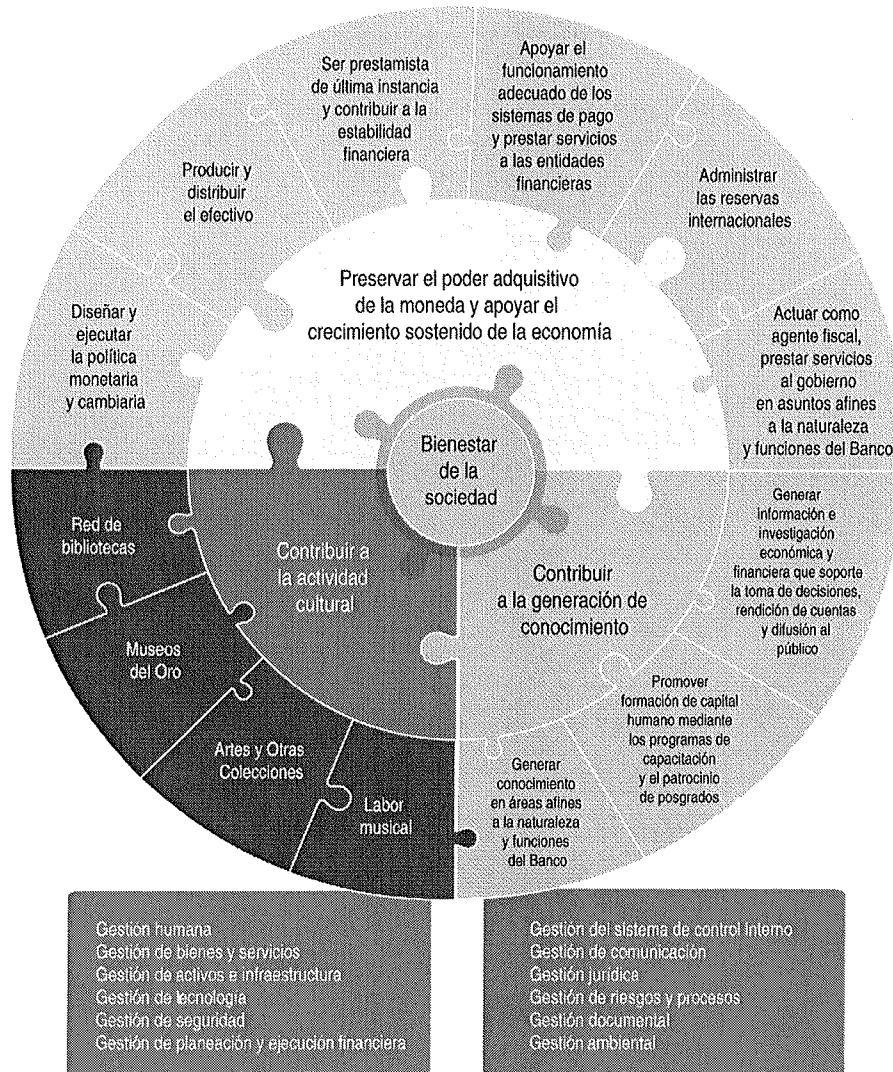 Ser prestamista
de última instancia
y contribuir a la
estabilidad
financiera
Apoyar el
funcionamiento
adecuado de los
sistemas de pago
y prestar servicios
a las entidades
financieras
Producir y
distribuir
el efectivo
Administrar
las reservas
internacionales
Diseñar y
ejecutar
la política
monetaria
y cambiaria
Preservar el poder adquisitivo
de la moneda y apoyar el
crecimiento sostenido de la economía
Actuar como
agente fiscal,
prestar servicios
al gobierno
en asuntos afines
a la naturaleza
y funciones del Banco
Bienestar
de la
sociedad
Red de
bibliotecas
Contribuir a
la actividad
cultural
Contribuir
a la generación de
conocimiento
Generar
información e
investigación
económica y
financiera que soporte
la toma de decisiones,
rendición de cuentas
y difusión al
público
Museos
del Oro
Promover
formación de capital
humano mediante
los programas de
capacitación
y el patrocinio
de posgrados
Artes y Otras
Colecciones
Labor
musical
Generar
conocimiento
en áreas afines
a la naturaleza
y funciones
del Banco
Gestión humana
Gestión de bienes y servicios
Gestión de activos e infraestructura
Gestión de tecnología
Gestión de seguridad
Gestión de planeación y ejecución financiera
Gestión del sistema de control interno
Gestión de comunicación
Gestión jurídica
Gestión de riesgos y procesos
Gestión documental
Gestión ambiental